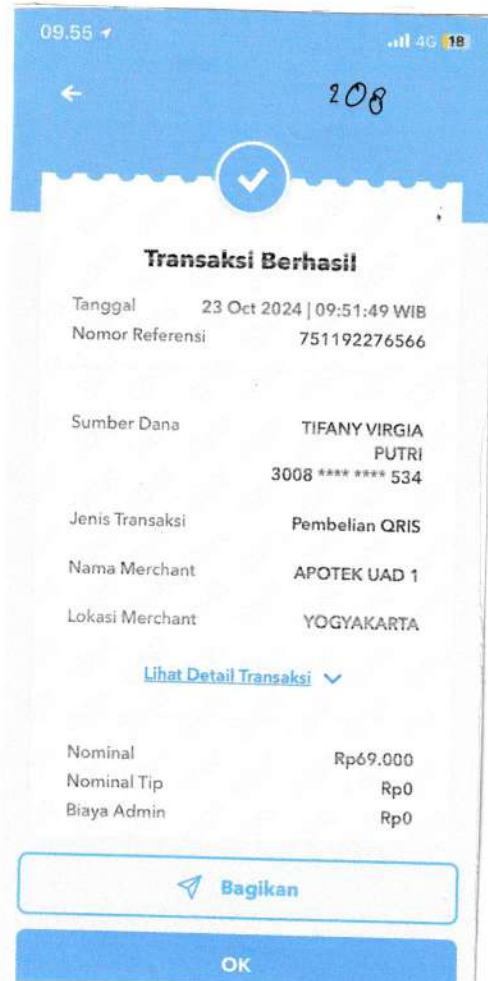 09.55 4G 18
208
Transaksi Berhasil
Tanggal 23 Oct 2024 | 09:51:49 WIB
Nomor Referensi 751192276566
Sumber Dana TIFANY VIRGIA
PUTRI
3008 **** **** 534
Jenis Transaksi Pembelian QRIS
Nama Merchant APOTEK UAD 1
Lokasi Merchant YOGYAKARTA
Lihat Detail Transaksi
Nominal Rp69.000
Nominal Tip Rp0
Biaya Admin Rp0
Bagikan
OK